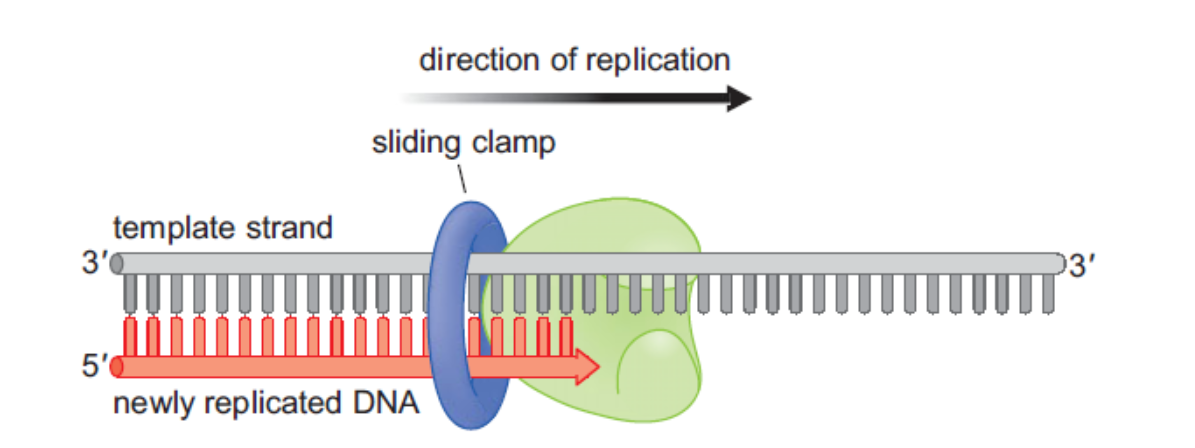 direction of replication
sliding clamp
template strand
3′
3′
5′
newly replicated DNA